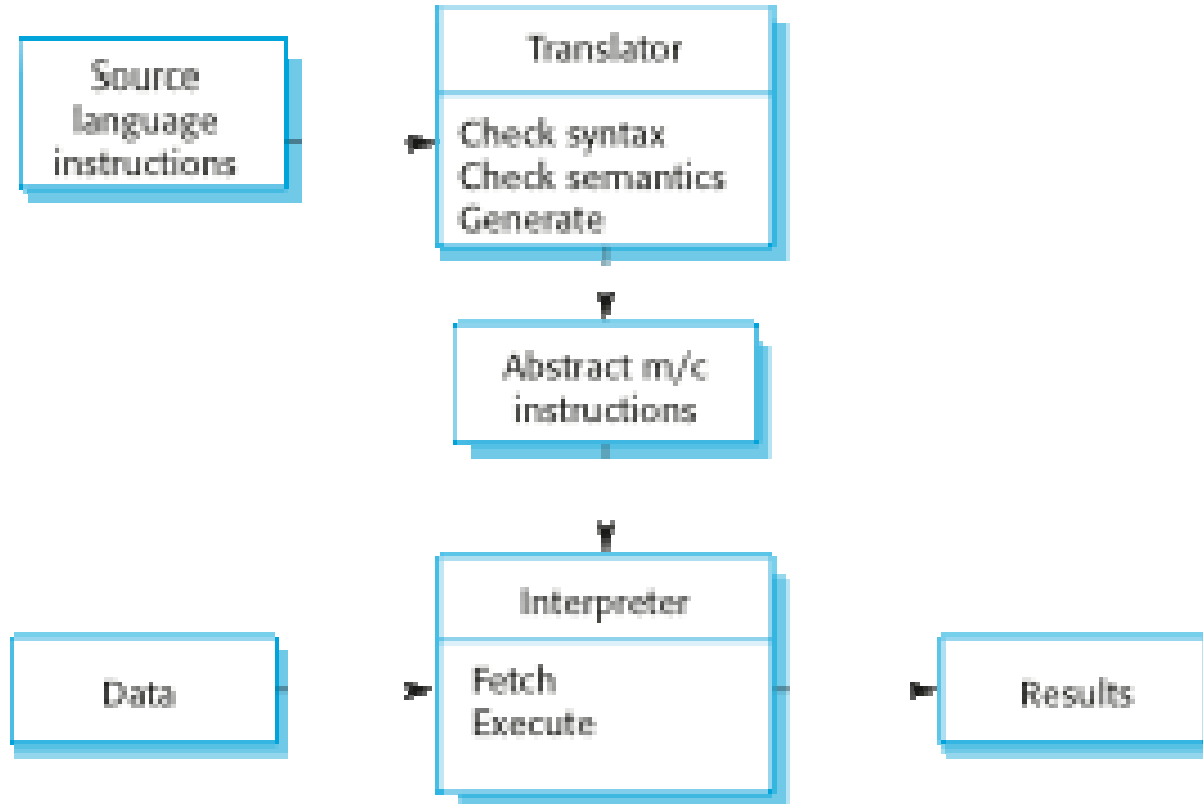 Source
language
instructions
Translator
Check syntax
Check semantics
Generate
Abstract m/c
instructions
Interpreter
Fetch
Execute
Data
Results